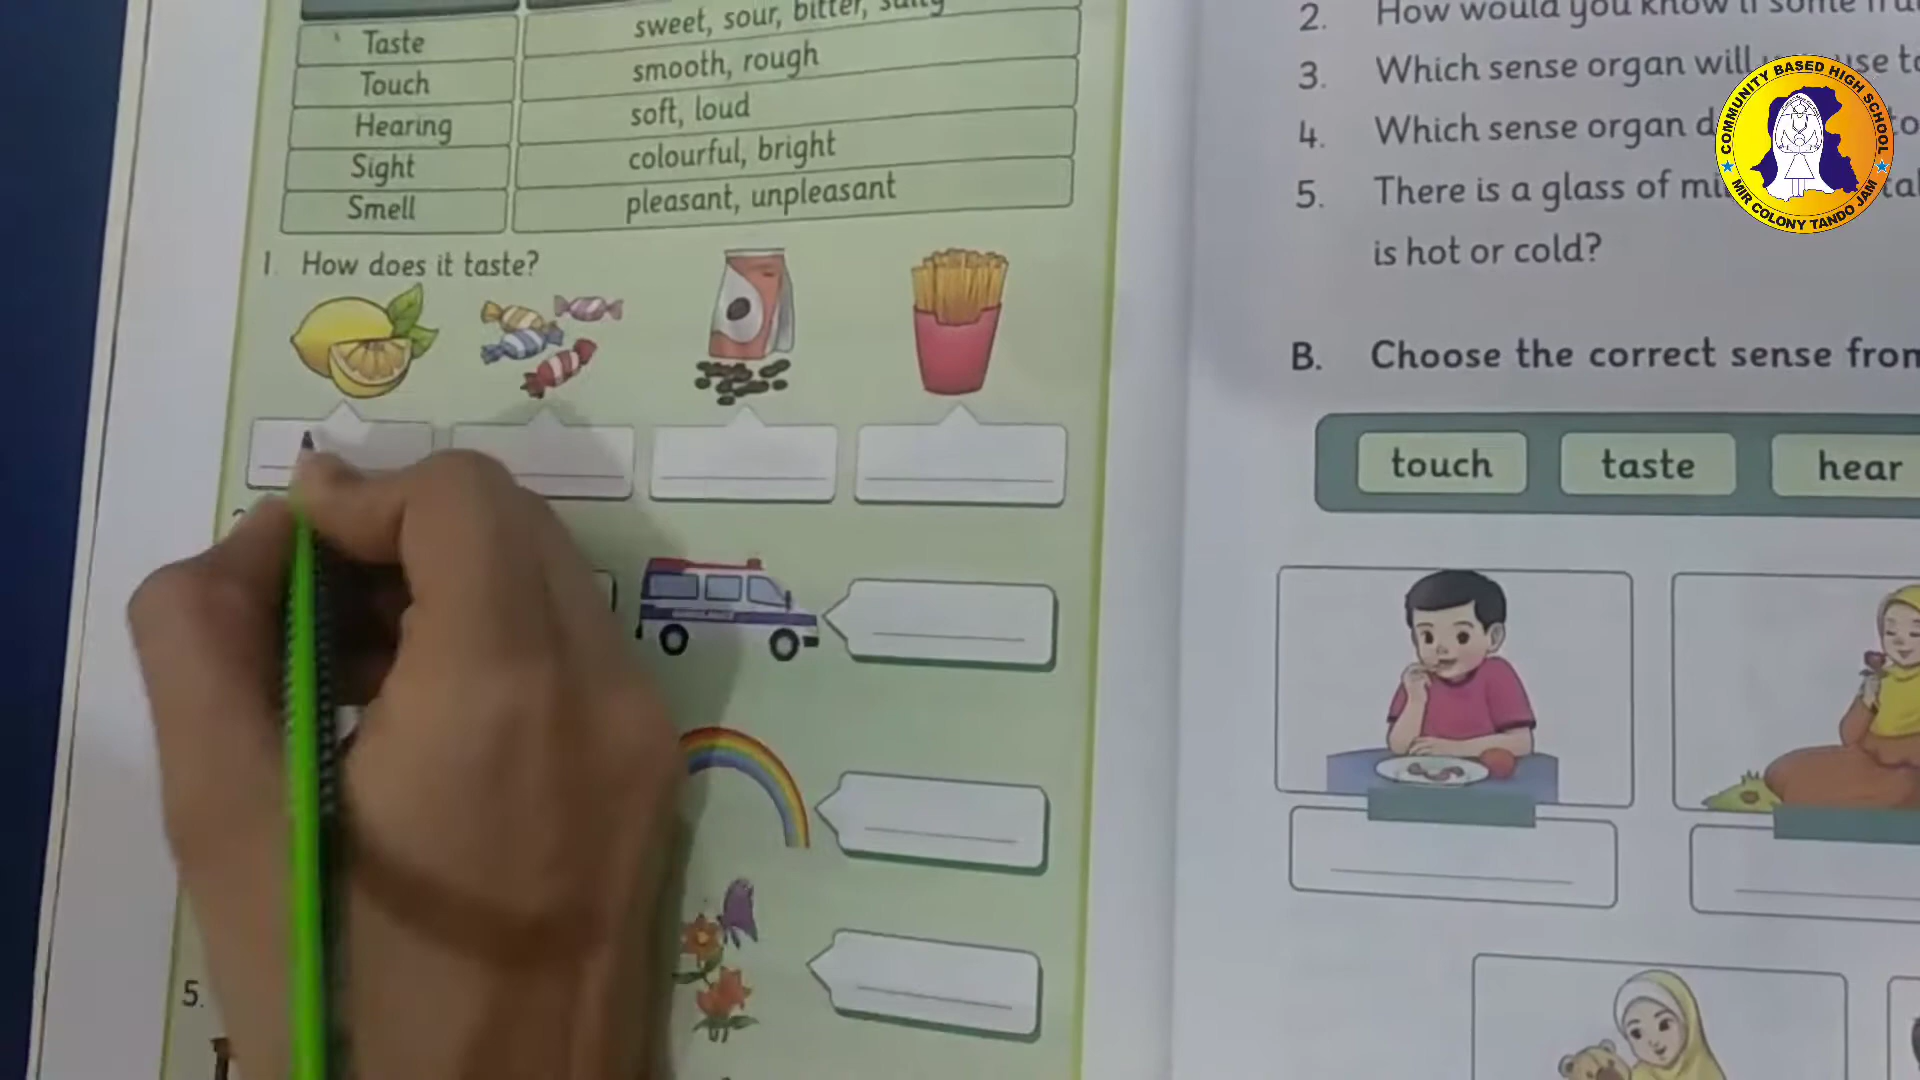 Taste
sweet, sour, bitter, salty
Touch
smooth, rough
Hearing
soft, loud
Sight
colourful, bright
Smell
pleasant, unpleasant
1. How does it taste?
5.
2. How would you know if some
3. Which sense organ will
4. Which sense organ
5. There is a glass of
is hot or cold?
B. Choose the correct sense from
touch
taste
hear
COMMUNITY BASED HIGH SCHOOL
MIR COLONY TANDO JAM